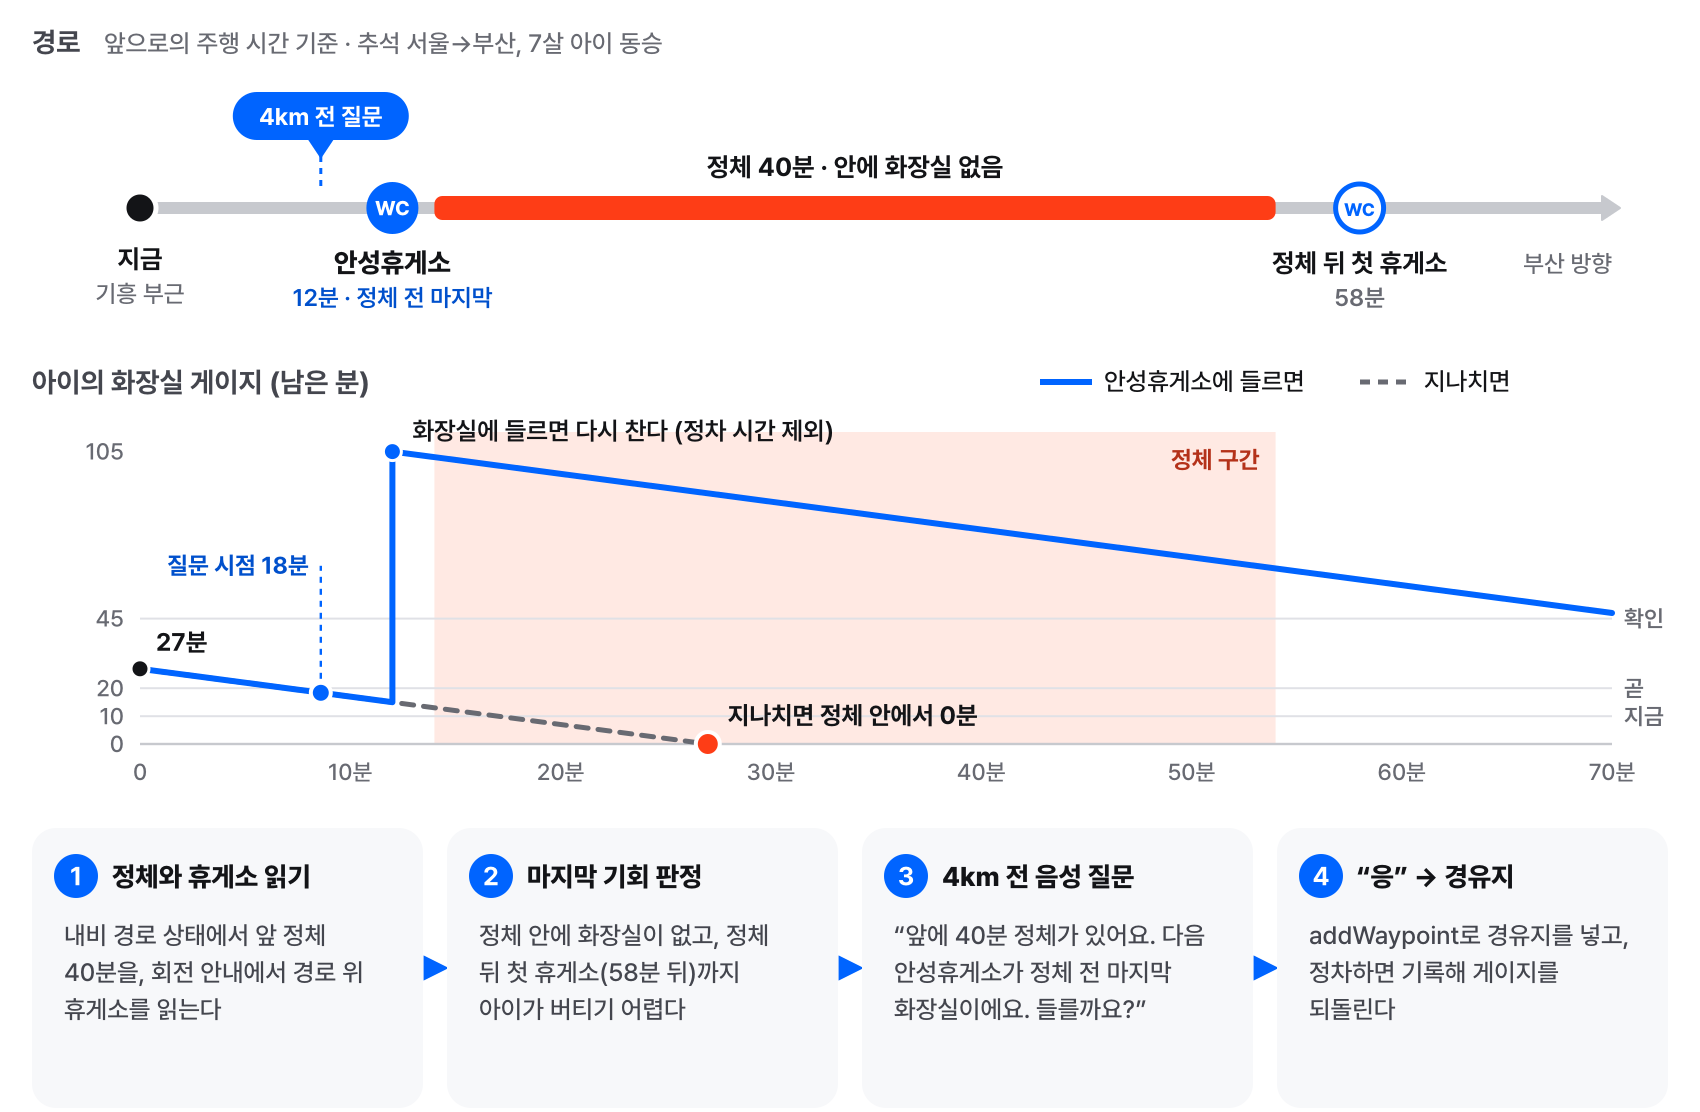 경로 앞으로의 주행 시간 기준 · 추석 서울→부산, 7살 아이 동승
4km 전 질문
정체 40분 · 안에 화장실 없음
WC
WC
지금
기흥 부근
안성휴게소
12분 · 정체 전 마지막
정체 뒤 첫 휴게소
58분
부산 방향
아이의 화장실 게이지 (남은 분)
안성휴게소에 들르면
지나치면
화장실에 들르면 다시 찬다 (정차 시간 제외)
105
정체 구간
질문 시점 18분
45
확인
27분
20
곧
10
지나치면 정체 안에서 0분
지금
0
0
10분
20분
30분
40분
50분
60분
70분
1 정체와 휴게소 읽기
내비 경로 상태에서 앞 정체
40분을, 회전 안내에서 경로 위
휴게소를 읽는다
2 마지막 기회 판정
정체 안에 화장실이 없고, 정체
뒤 첫 휴게소(58분 뒤)까지
아이가 버티기 어렵다
3 4km 전 음성 질문
“앞에 40분 정체가 있어요. 다음
안성휴게소가 정체 전 마지막
화장실이에요. 들를까요?”
4 “응” → 경유지
addWaypoint로 경유지를 넣고,
정차하면 기록해 게이지를
되돌린다